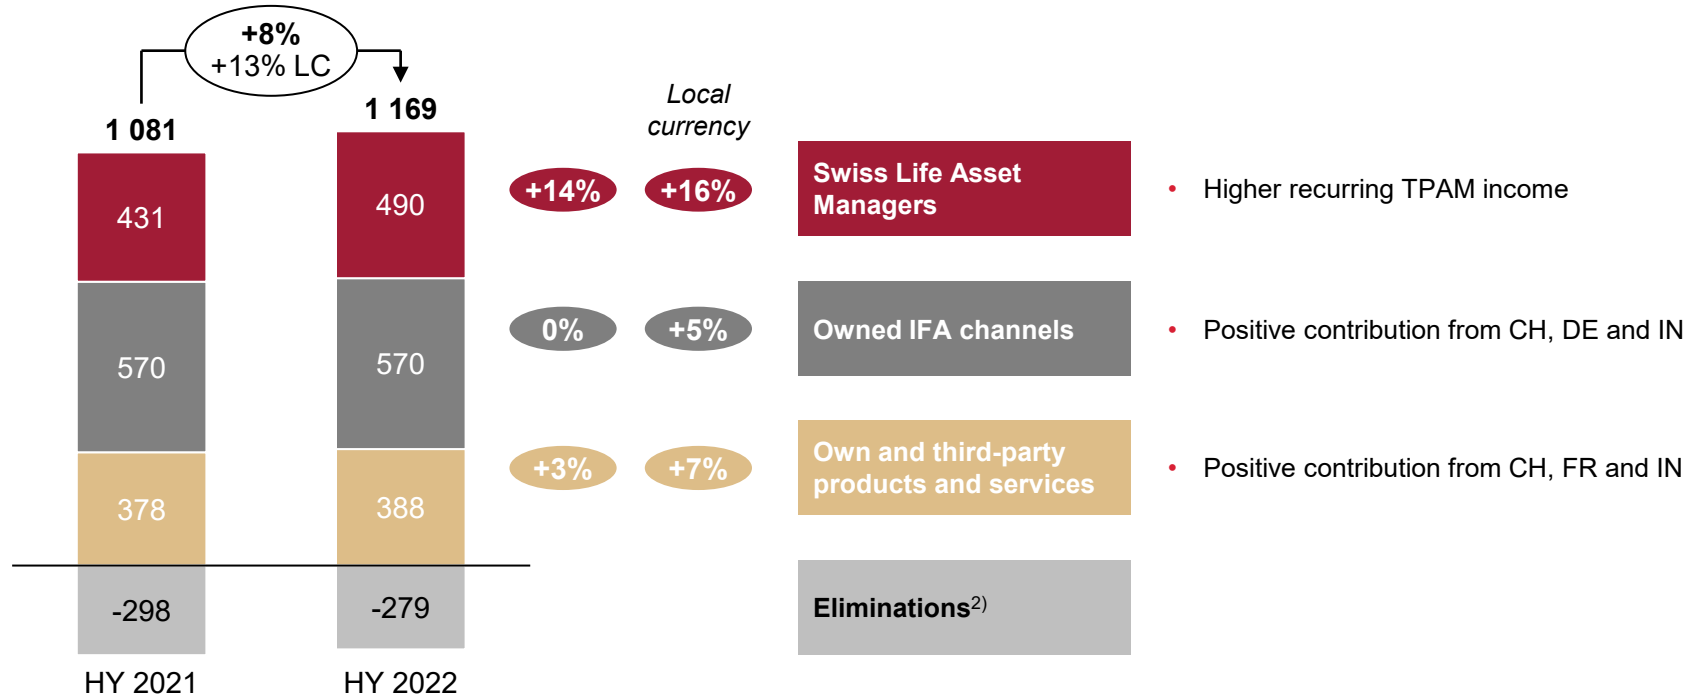 +8%
+13% LC
1 081
1 169
431
490
570
570
378
388
-298
-279
HY 2021
HY 2022
Local
currency
+14%
+16%
Swiss Life Asset
Managers
• Higher recurring TPAM income
0%
+5%
Owned IFA channels
• Positive contribution from CH, DE and IN
+3%
+7%
Own and third-party
products and services
• Positive contribution from CH, FR and IN
Eliminations2)